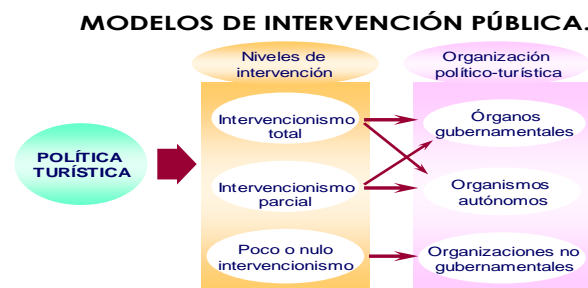 MODELOS DE INTERVENCIÓN PÚBLICA.
Niveles de
intervención
Organización
político-turística
Intervencionismo
total
Órganos
gubernamentales
POLÍTICA
TURÍSTICA
Intervencionismo
parcial
Organismos
autónomos
Poco o nulo
intervencionismo
Organizaciones no
gubernamentales